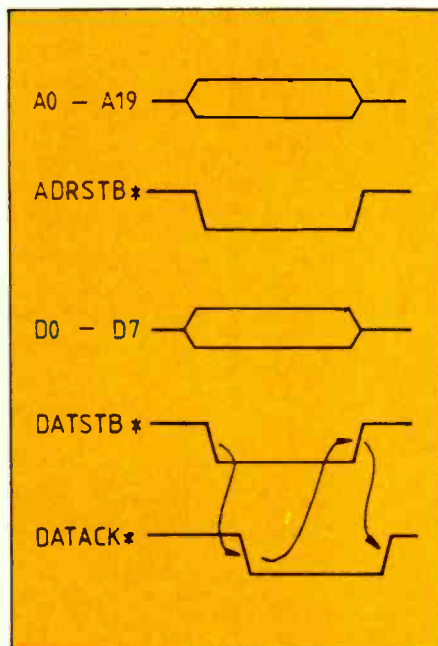 A0 - A19
ADRSTB*
D0 - D7
DATSTB*
DATACK*